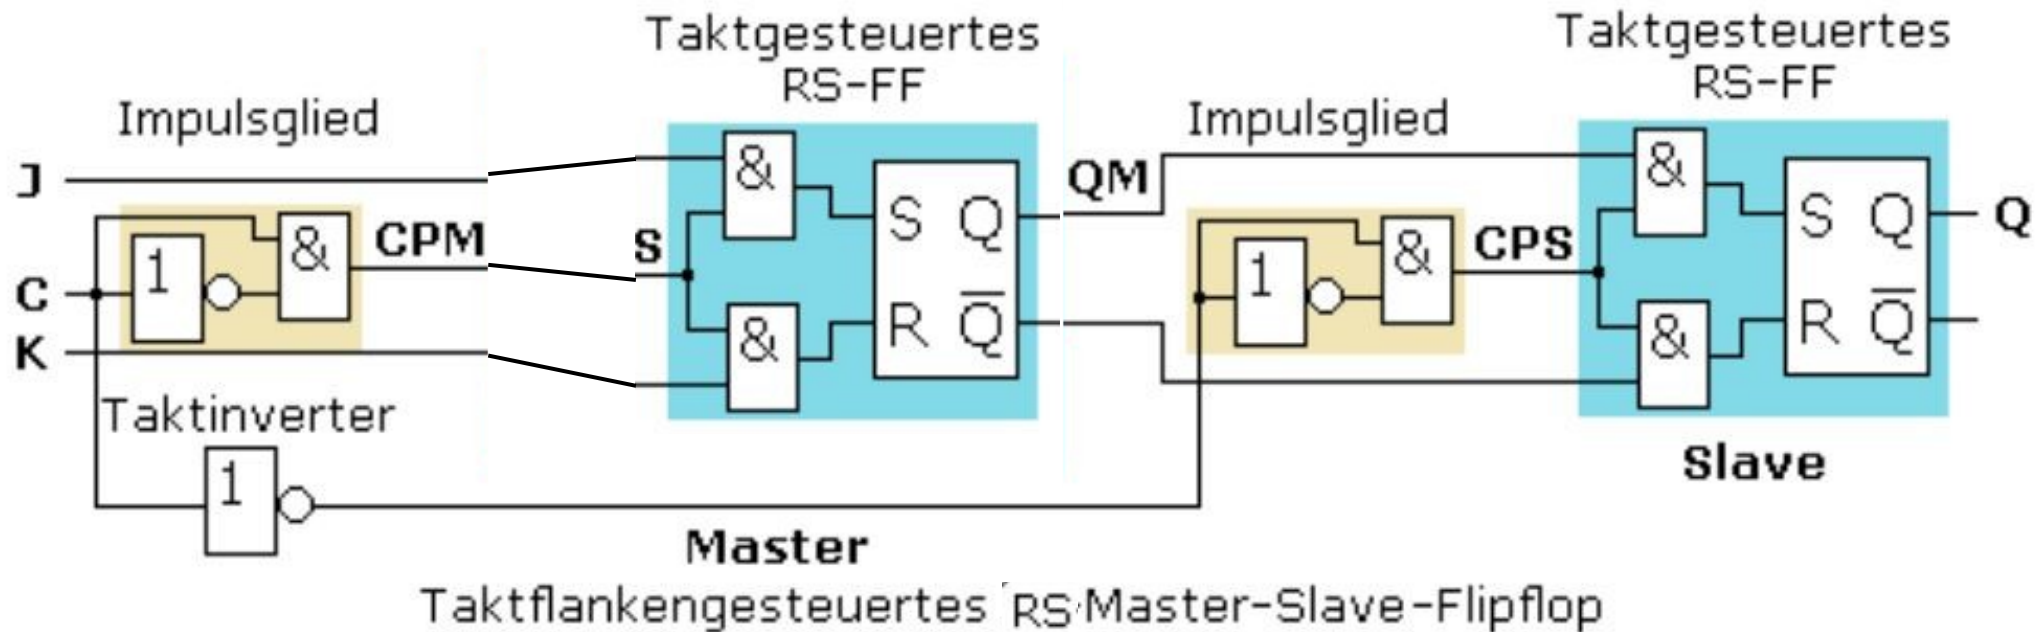 Taktgesteuertes
RS-FF
Taktgesteuertes
RS-FF
Impulsglied
Impulsglied
J
&
QM
&
1
&
CPM
S
S Q
1
&
CPS
S Q
Q
C
K
&
R Q̅
&
R Q̅
Taktinverter
1
Slave
Master
Taktflankengesteuertes RS-Master-Slave-Flipflop